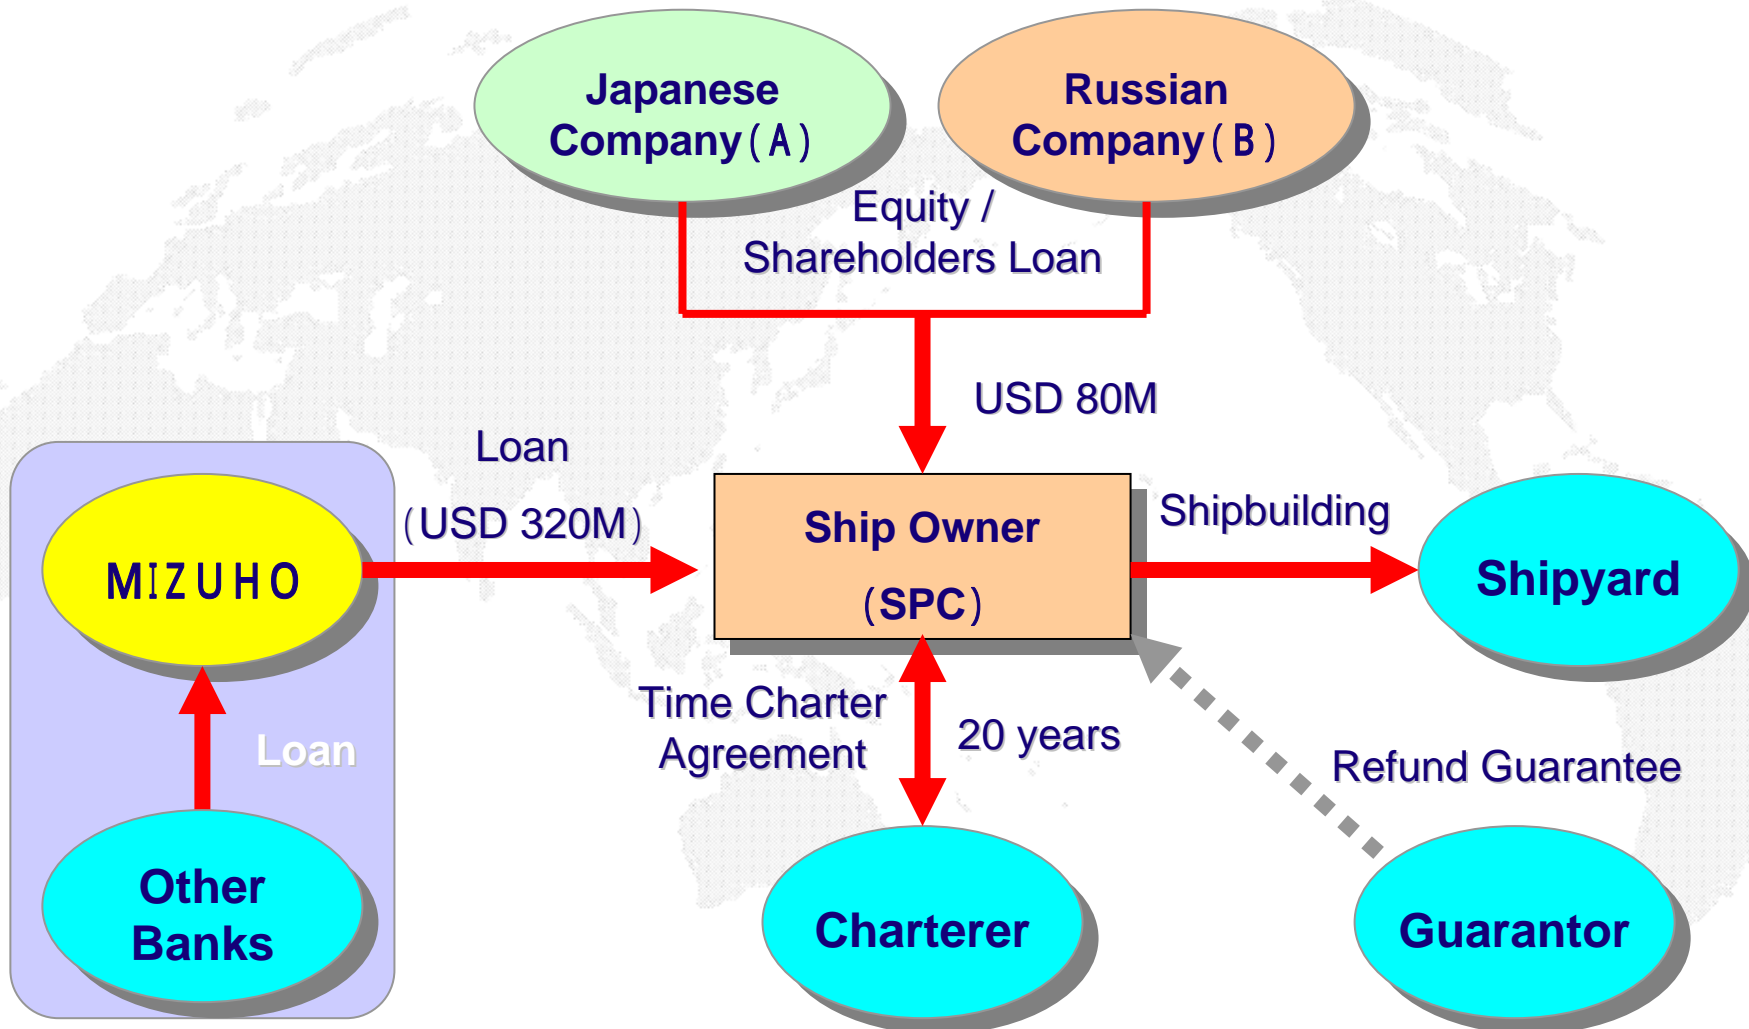 Japanese
Company(A)
Russian
Company(B)
Equity /
Shareholders Loan
USD 80M
Loan
(USD 320M)
MIZUHO
Ship Owner
(SPC)
Shipbuilding
Shipyard
Loan
Time Charter
Agreement
20 years
Refund Guarantee
Other
Banks
Charterer
Guarantor